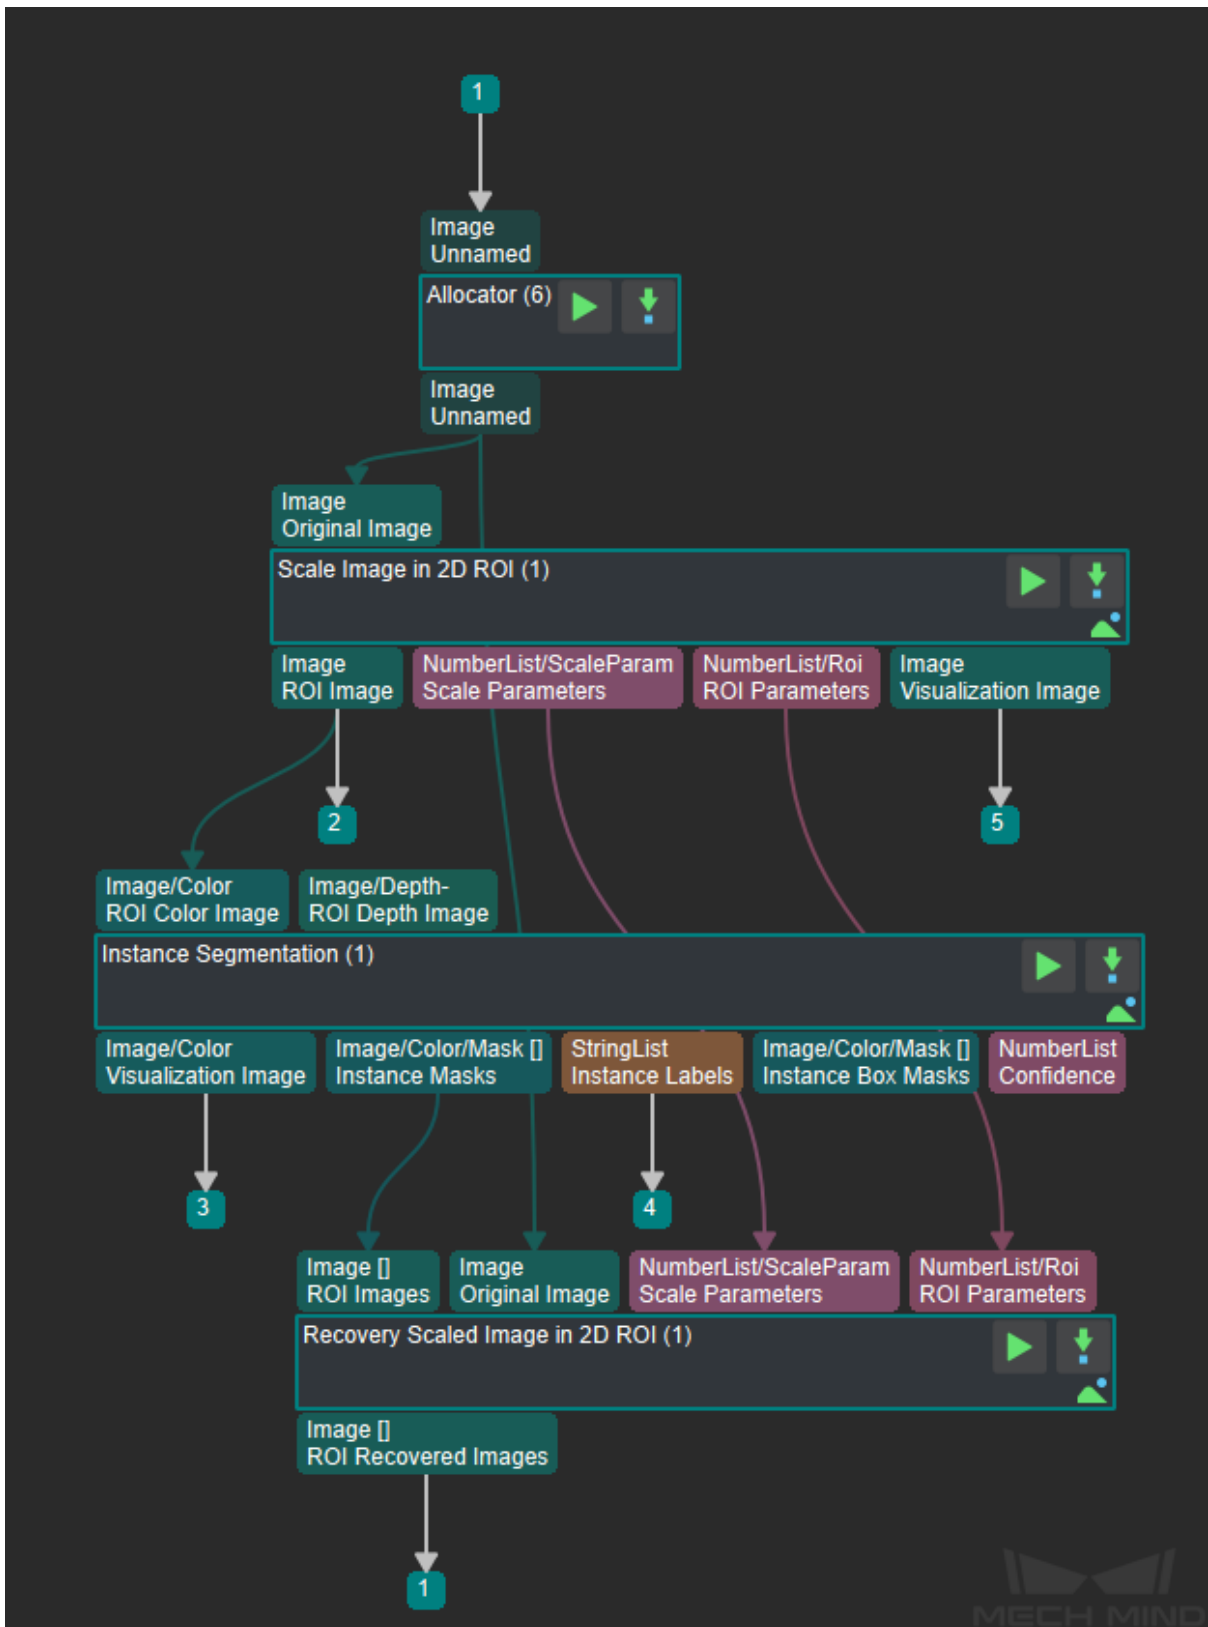 1
Image
Unnamed
Allocator (6)
Image
Unnamed
Image
Original Image
Scale Image in 2D ROI (1)
Image
ROI Image
NumberList/ScaleParam
Scale Parameters
NumberList/Roi
ROI Parameters
Image
Visualization Image
2
5
Image/Color
ROI Color Image
Image/Depth-
ROI Depth Image
Instance Segmentation (1)
Image/Color
Visualization Image
Image/Color/Mask []
Instance Masks
StringList
Instance Labels
Image/Color/Mask []
Instance Box Masks
NumberList
Confidence
3
4
Image []
ROI Images
Image
Original Image
NumberList/ScaleParam
Scale Parameters
NumberList/Roi
ROI Parameters
Recovery Scaled Image in 2D ROI (1)
Image []
ROI Recovered Images
1
MECH MIND